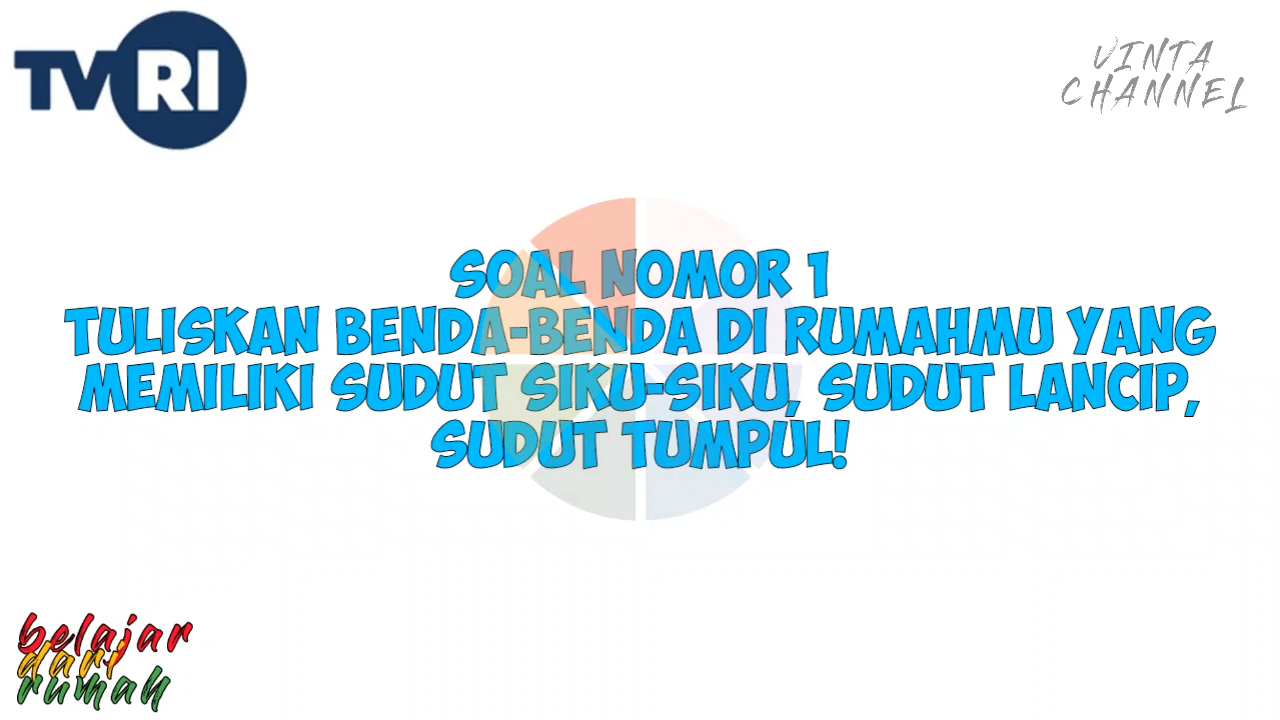 TVRI
VINTA
CHANNEL
SOAL NOMOR 1
TULISKAN BENDA-BENDA DI RUMAHMU YANG
MEMILIKI SUDUT SIKU-SIKU, SUDUT LANCIP,
SUDUT TUMPUL!
belajar
dari
rumah